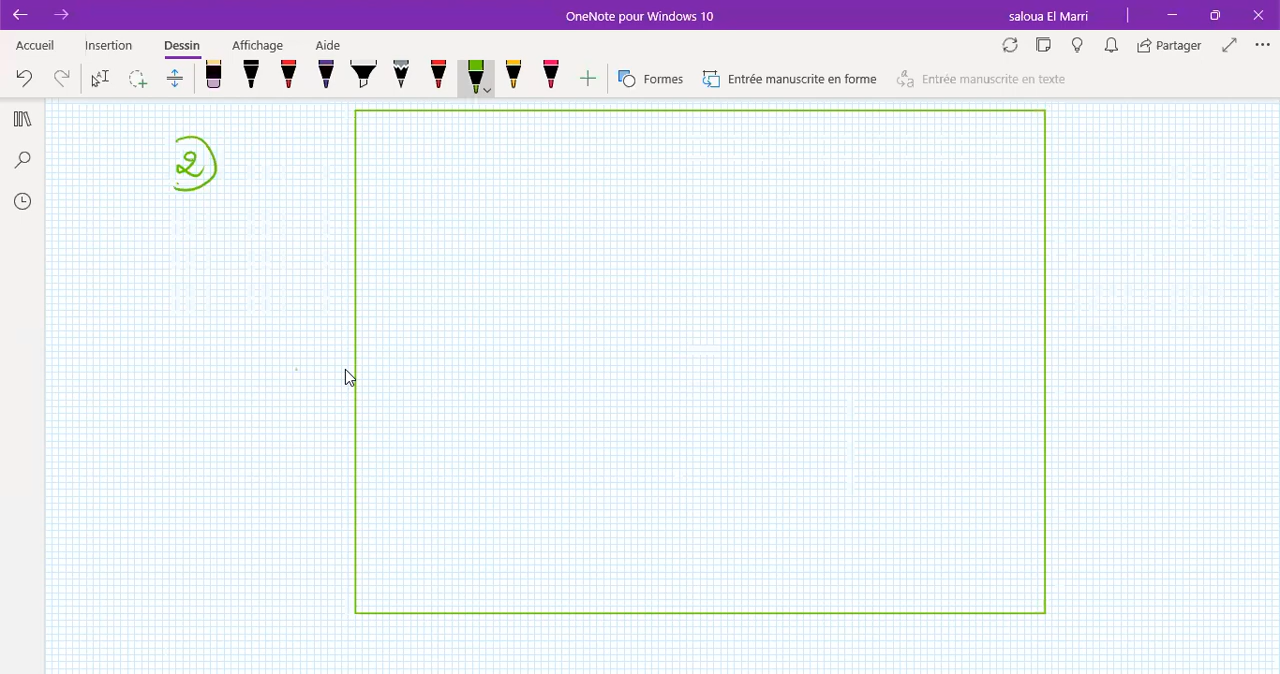 OneNote pour Windows 10
saloua El Marri
Accueil Insertion Dessin Affichage Aide
Partager
Formes Entrée manuscrite en forme Entrée manuscrite en texte
2